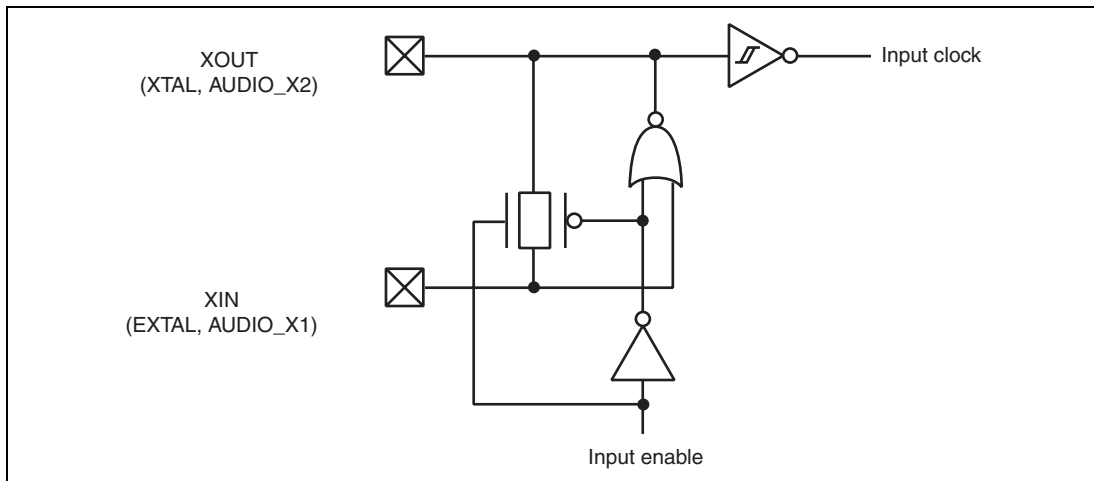 XOUT
(XTAL, AUDIO_X2)
Input clock
XIN
(EXTAL, AUDIO_X1)
Input enable